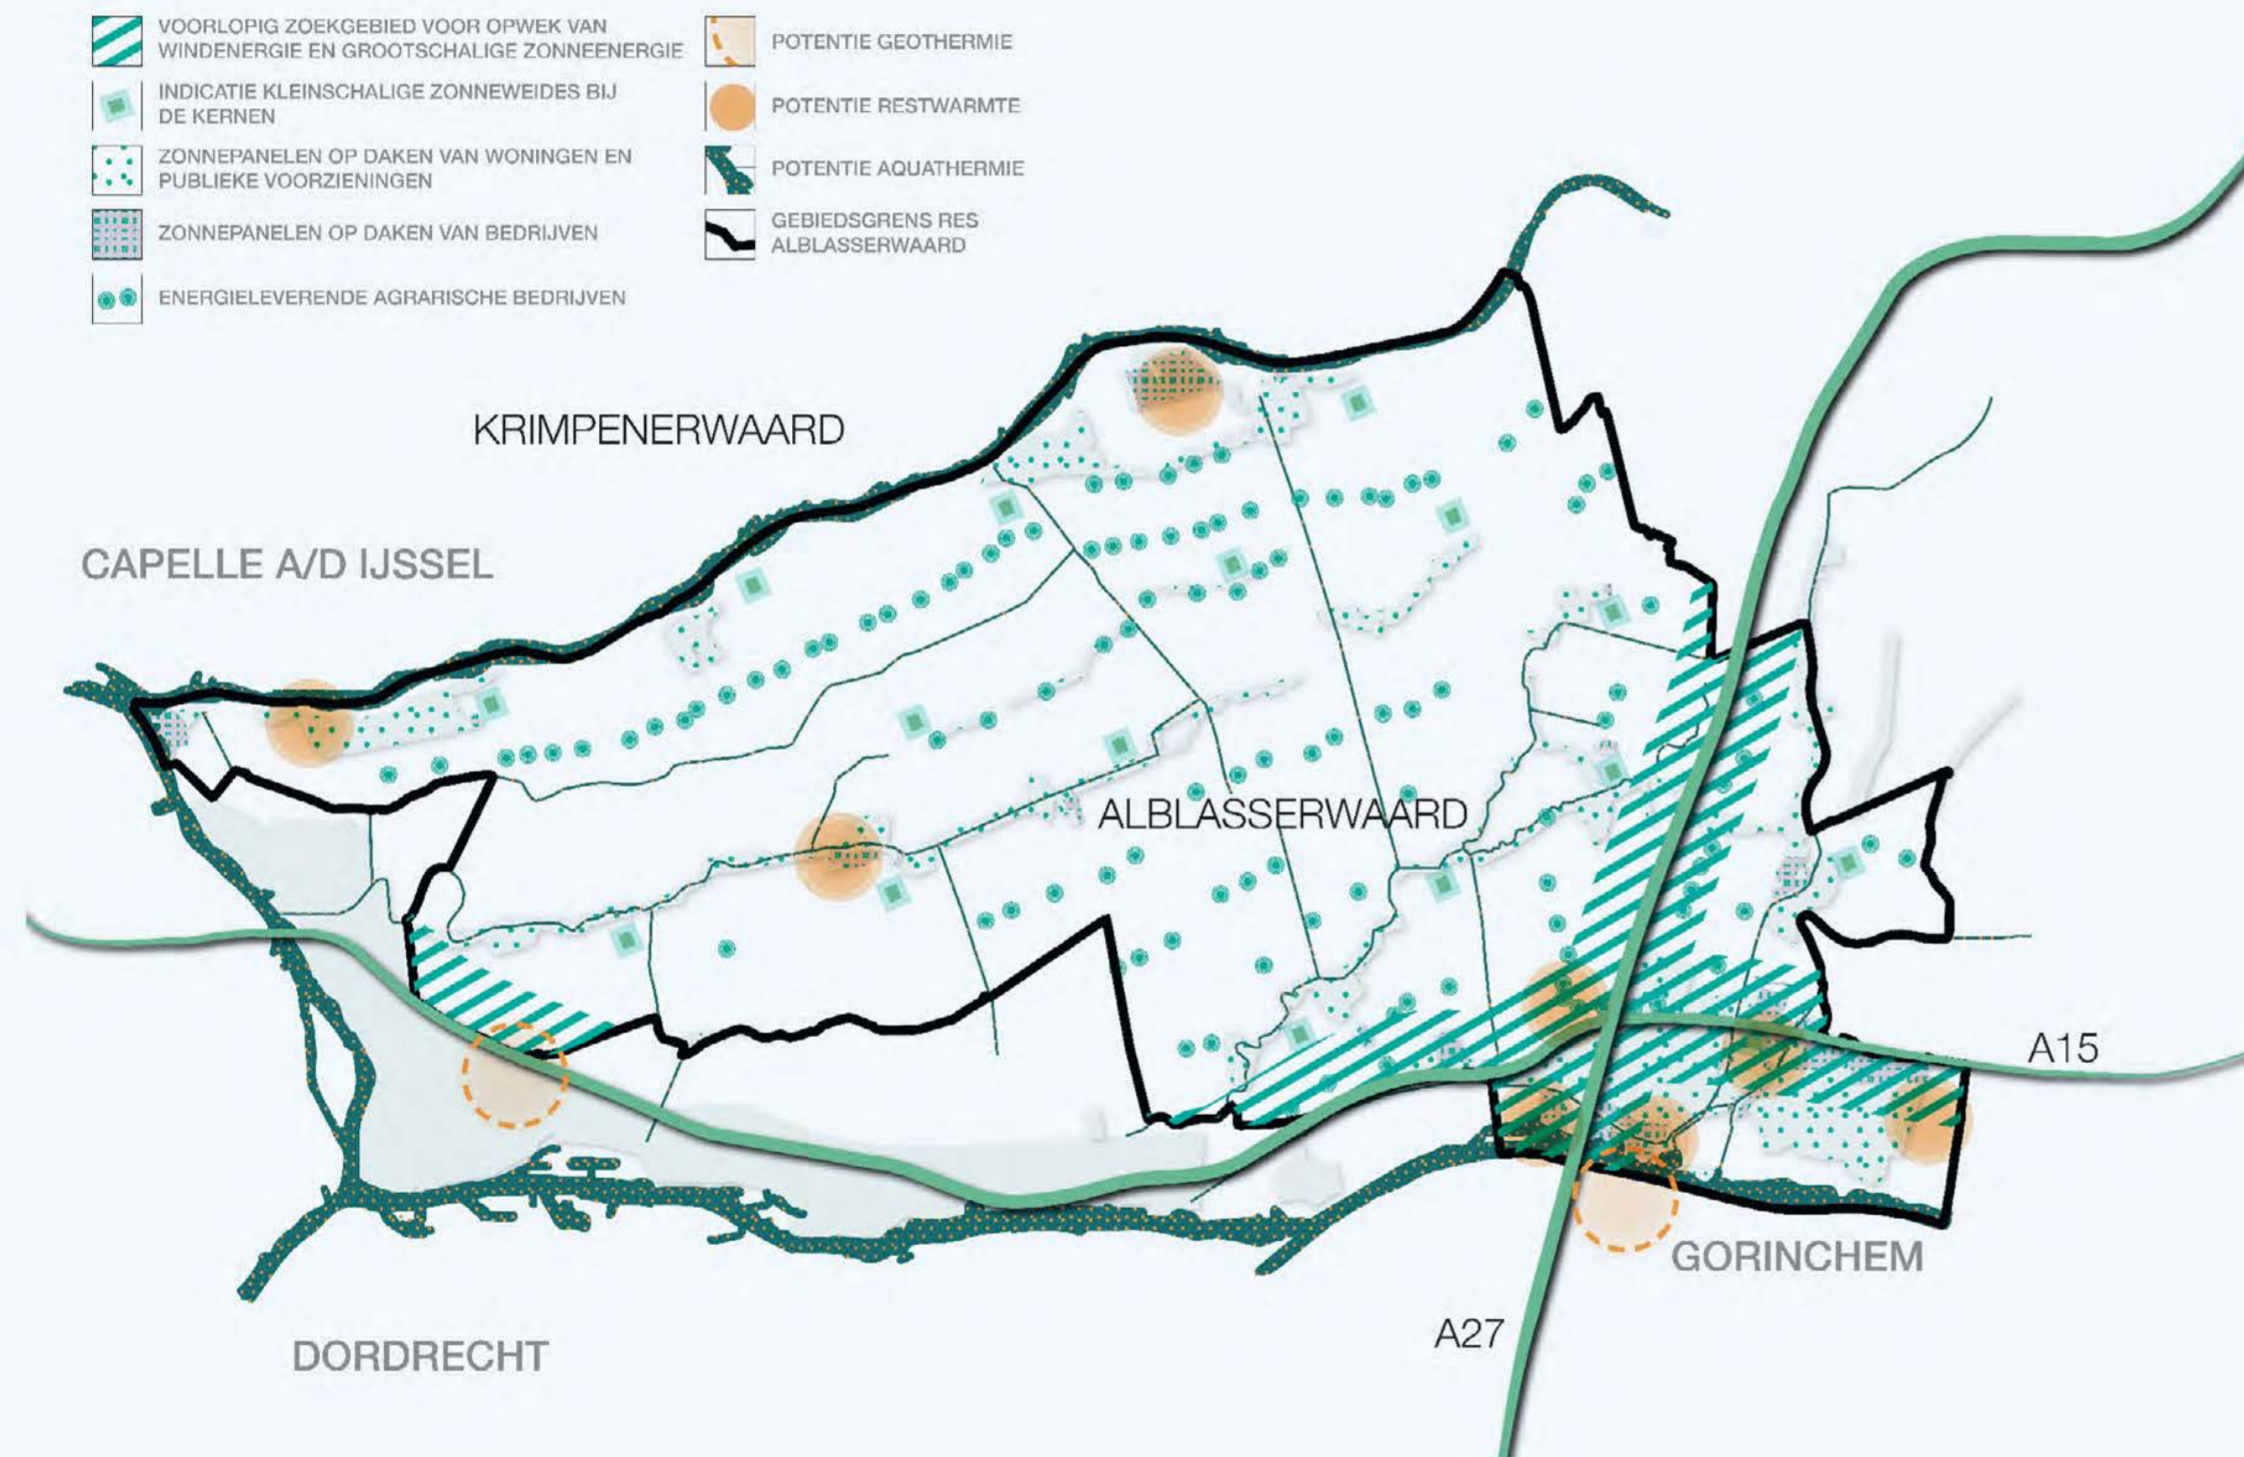 VOORLOPIG ZOEKGEBIED VOOR OPWEK VAN
WINDENERGIE EN GROOTSCHALIGE ZONNEENERGIE
INDICATIE KLEINSCHALIGE ZONNEWEIDES BIJ
DE KERNEN
ZONNEPANELEN OP DAKEN VAN WONINGEN EN
PUBLIEKE VOORZIENINGEN
ZONNEPANELEN OP DAKEN VAN BEDRIJVEN
ENERGIELEVERENDE AGRARISCHE BEDRIJVEN
POTENTIE GEOTHERMIE
POTENTIE RESTWARMTE
POTENTIE AQUATHERMIE
GEBIEDSGRENS RES
ALBLASSERWAARD
KRIMPENERWAARD
CAPELLE A/D IJSSEL
ALBLASSERWAARD
A15
GORINCHEM
A27
DORDRECHT